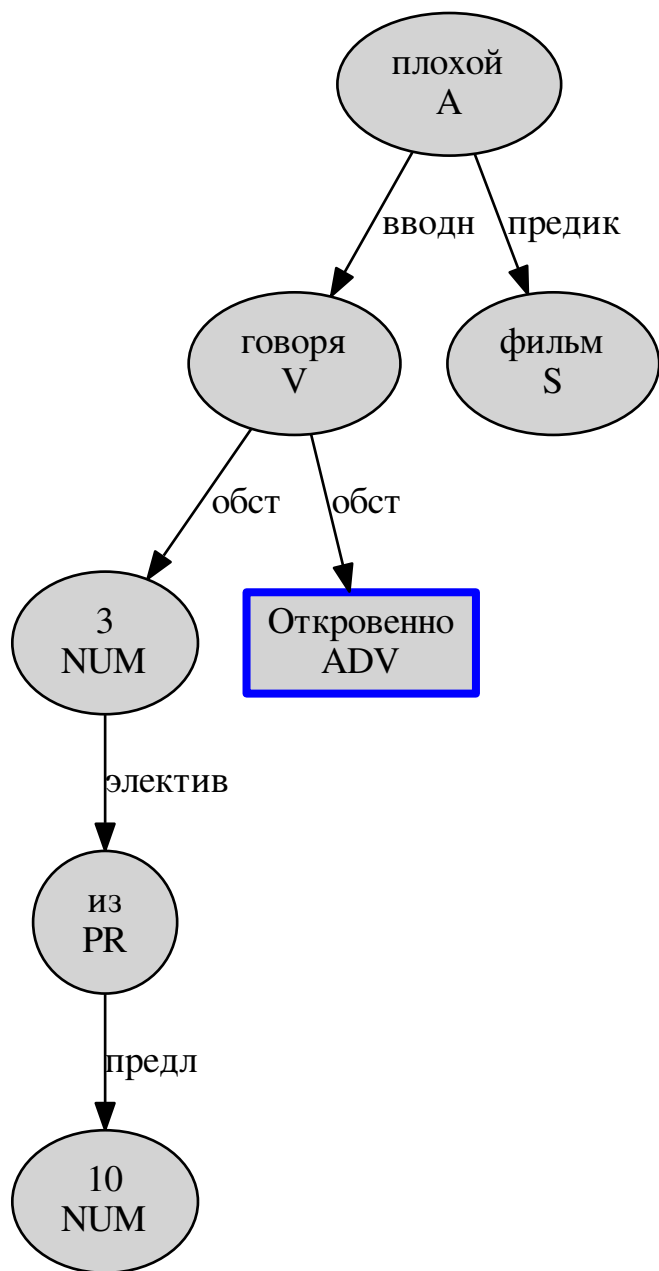 плохой
A
вводн
предик
говоря
V
фильм
S
обст
обст
3
NUM
Откровенно
ADV
электив
из
PR
предл
10
NUM